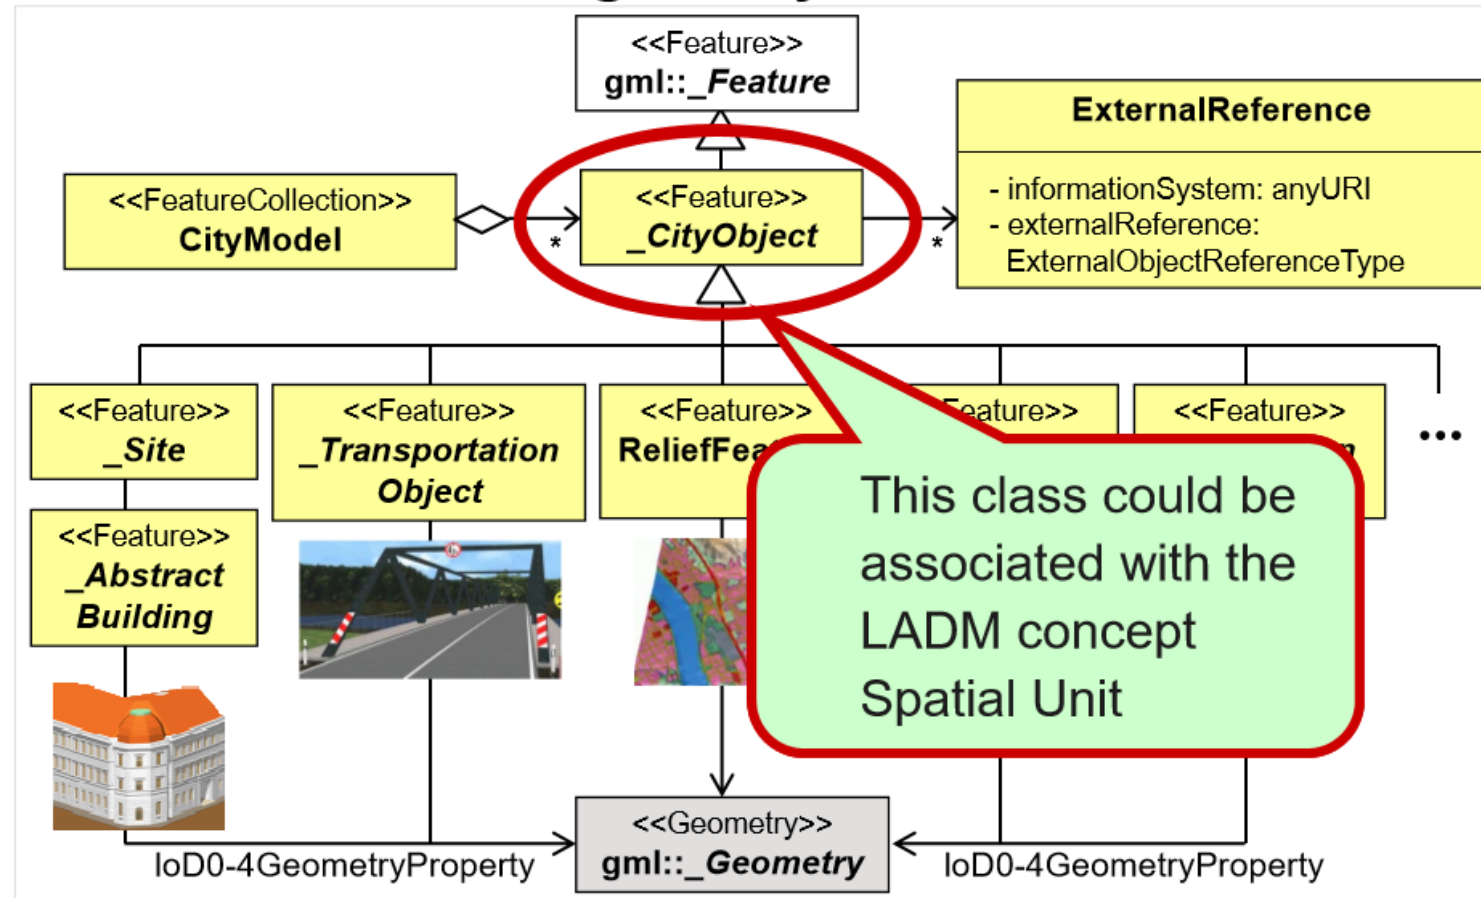 <<Feature>>
gml::_Feature
ExternalReference
- informationSystem: anyURI
- externalReference:
ExternalObjectReferenceType
<<FeatureCollection>>
CityModel
*
<<Feature>>
_CityObject
*
<<Feature>>
_Site
<<Feature>>
_Transportation
Object
<<Feature>>
<<Feature>>
...
<<Feature>>
_Abstract
Building
This class could be
associated with the
LADM concept
Spatial Unit
loD0-4GeometryProperty
<<Geometry>>
gml::_Geometry
loD0-4GeometryProperty